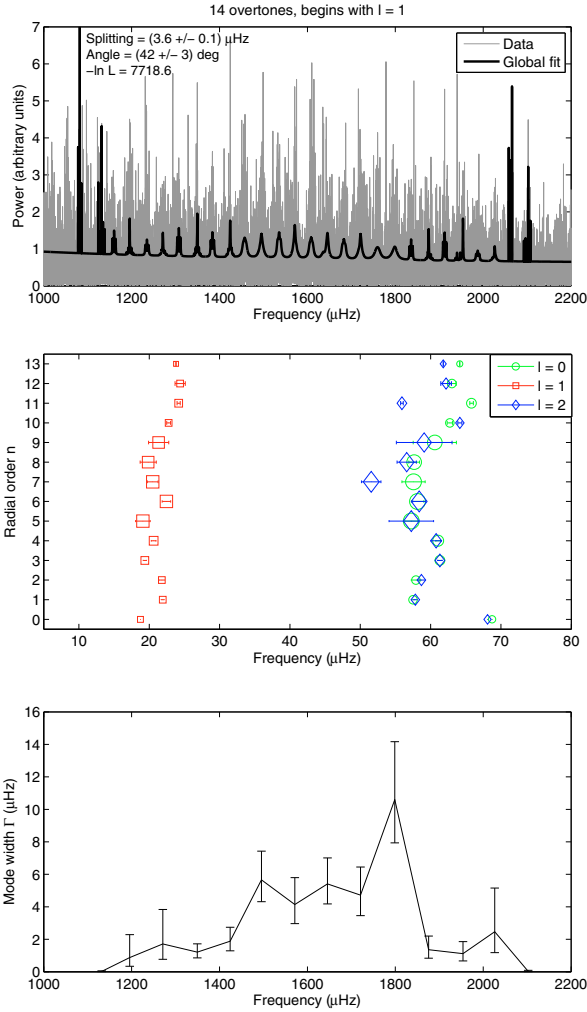 14 overtones, begins with l = 1
Splitting = (3.6 +/− 0.1) μHz
Angle = (42 +/− 3) deg
−ln L = 7718.6
Data
Global fit
Power (arbitrary units)
7
6
5
4
3
2
1
0
1000 1200 1400 1600 1800 2000 2200
Frequency (μHz)
l = 0
l = 1
l = 2
Radial order n
13
12
11
10
9
8
7
6
5
4
3
2
1
0
10 20 30 40 50 60 70 80
Frequency (μHz)
Mode width Γ (μHz)
16
14
12
10
8
6
4
2
0
1000 1200 1400 1600 1800 2000 2200
Frequency (μHz)